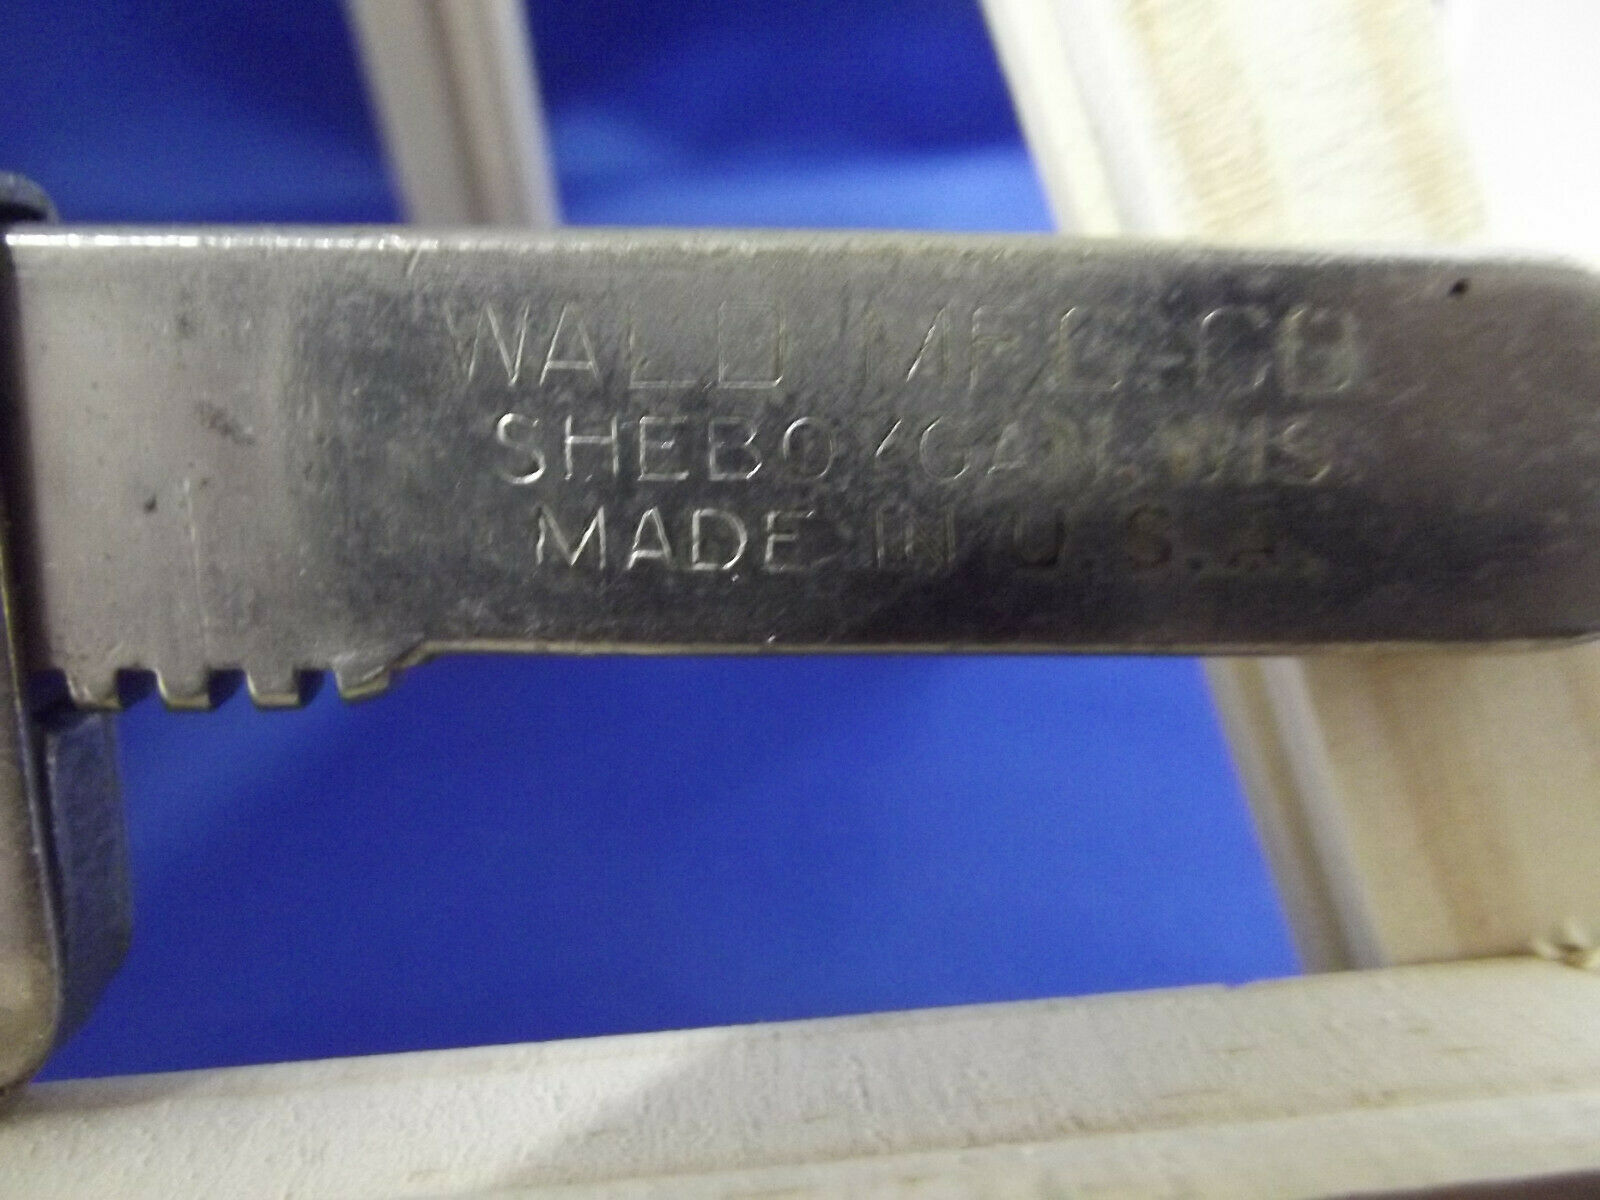 WALD MFG. CO
SHEBOYGAN, WIS.
MADE IN U.S.A.